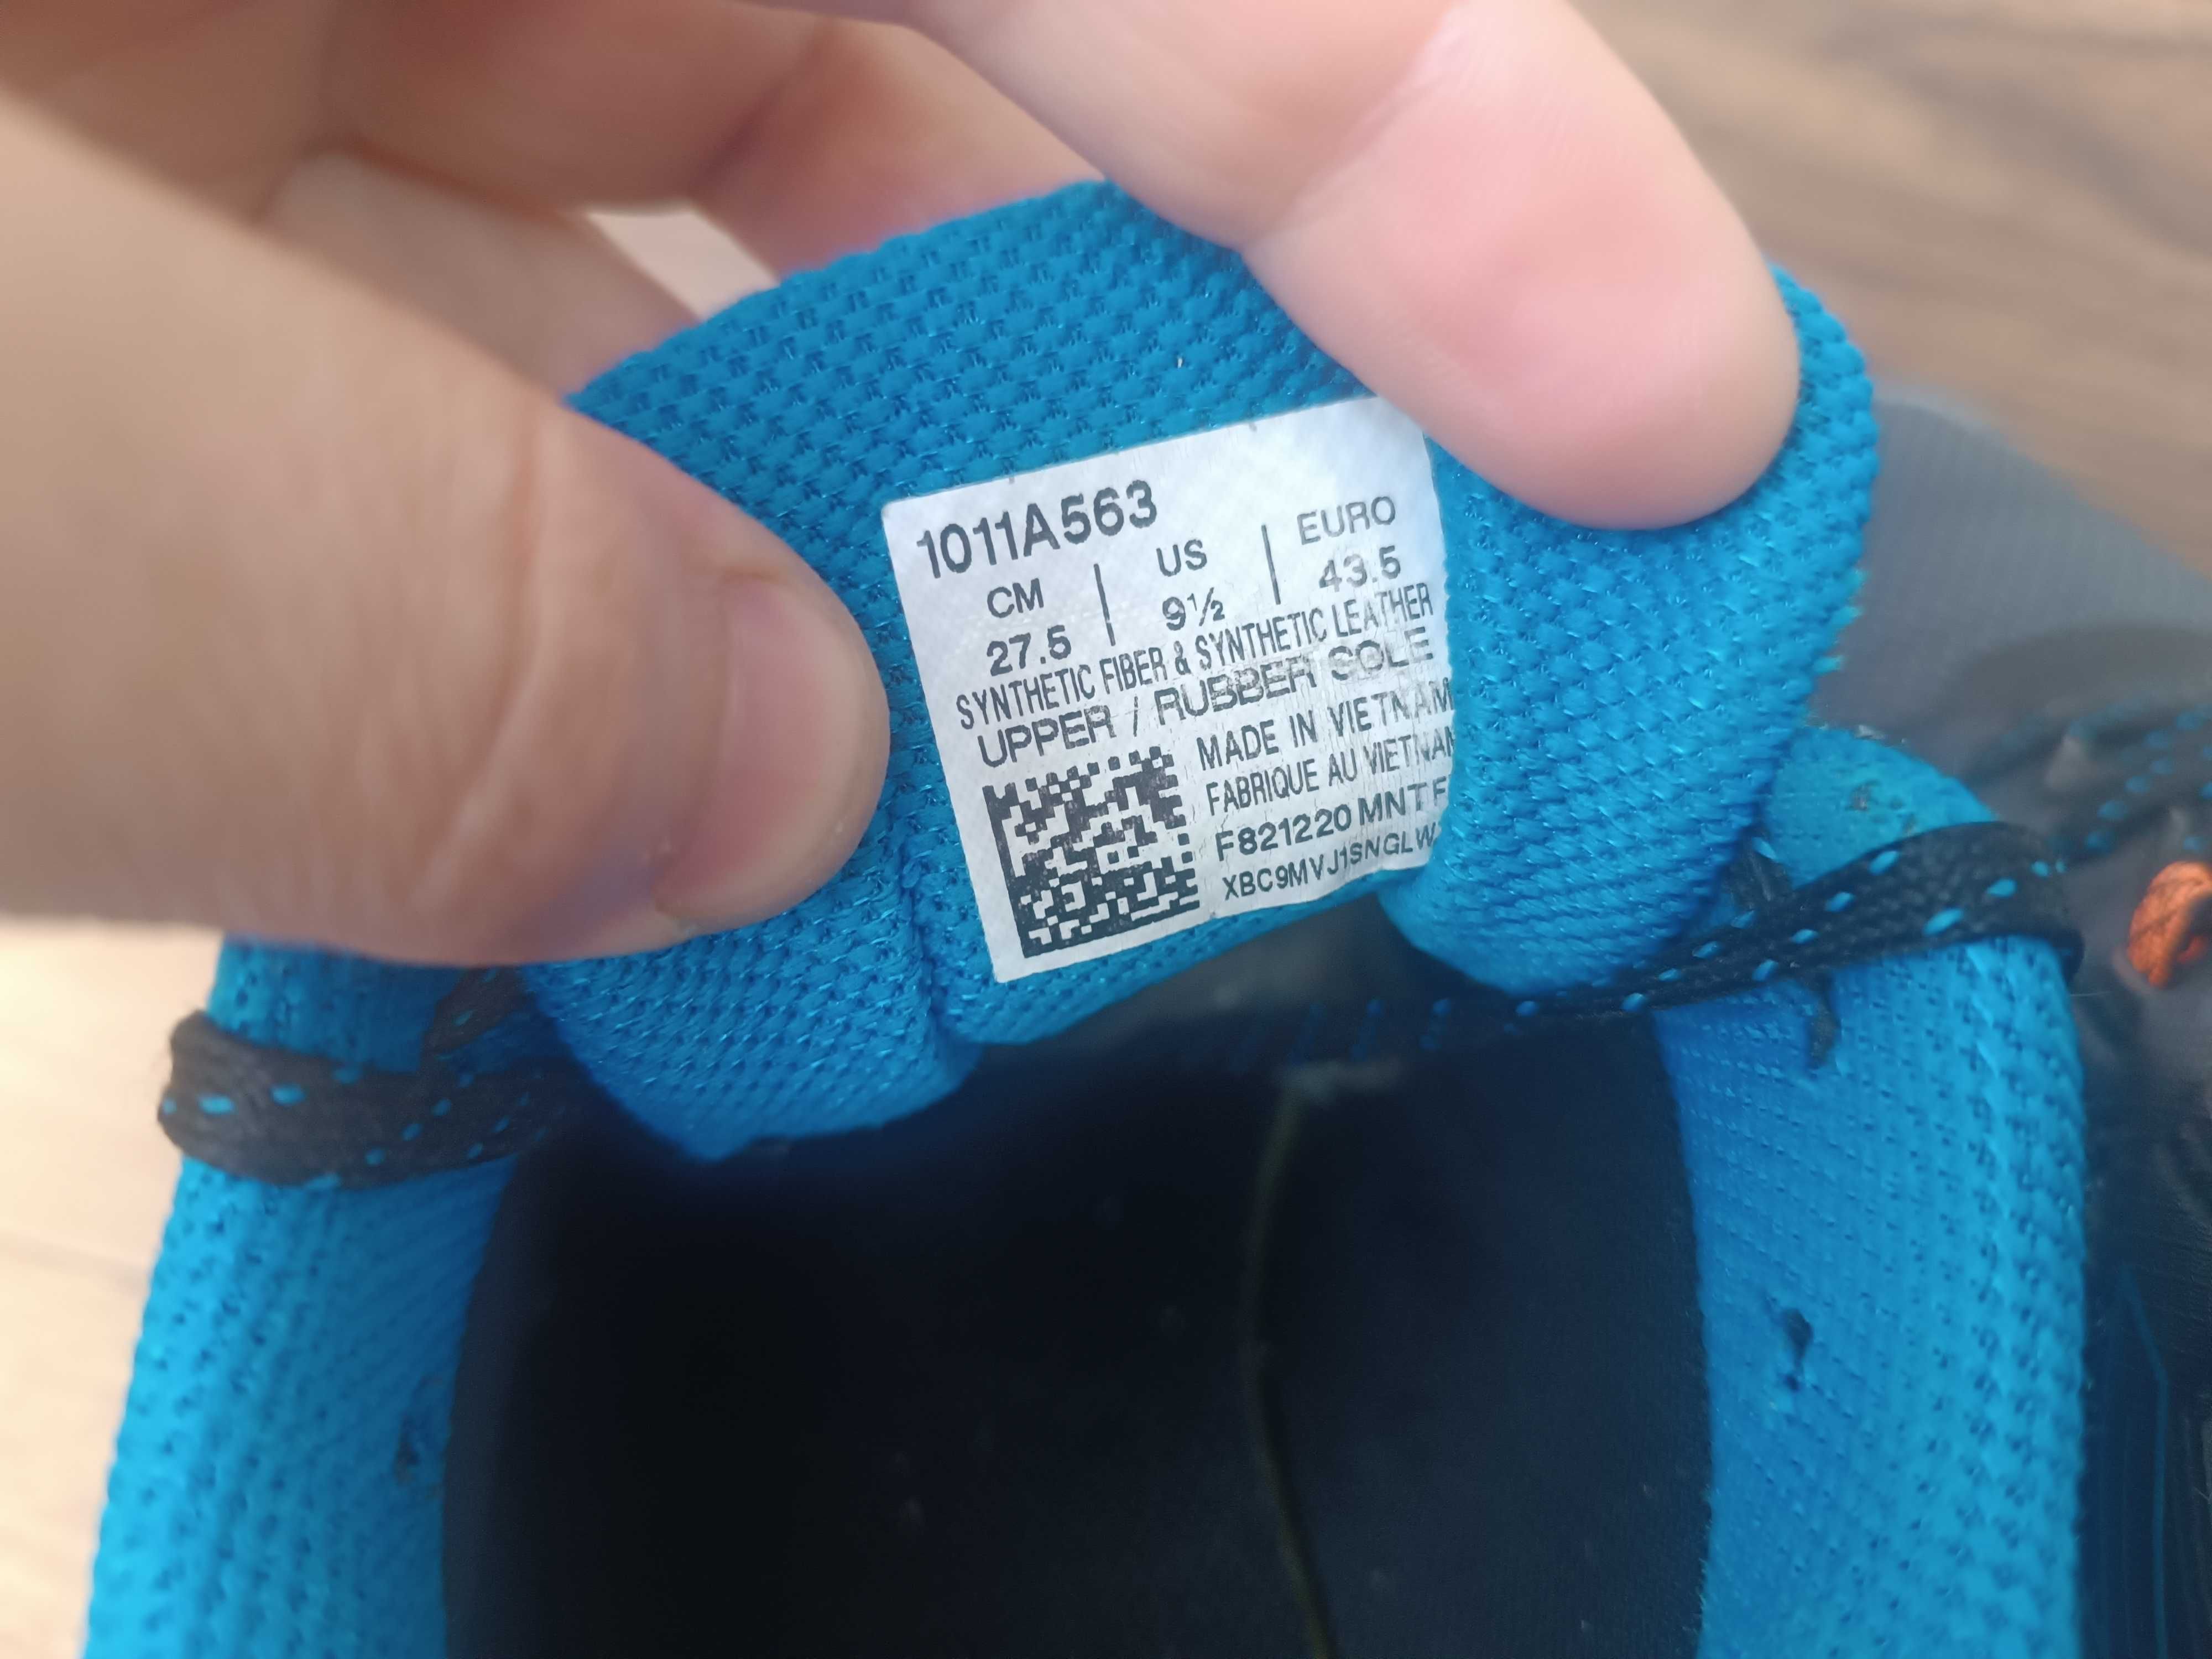 1011A563
CM | US | EURO
27.5 | 9½ | 43.5
SYNTHETIC FIBER & SYNTHETIC LEATHER
UPPER / RUBBER SOLE
MADE IN VIETNAM
FABRIQUE AU VIETNAM
F821220 MNTF
XBC9MVJ1SNGLW